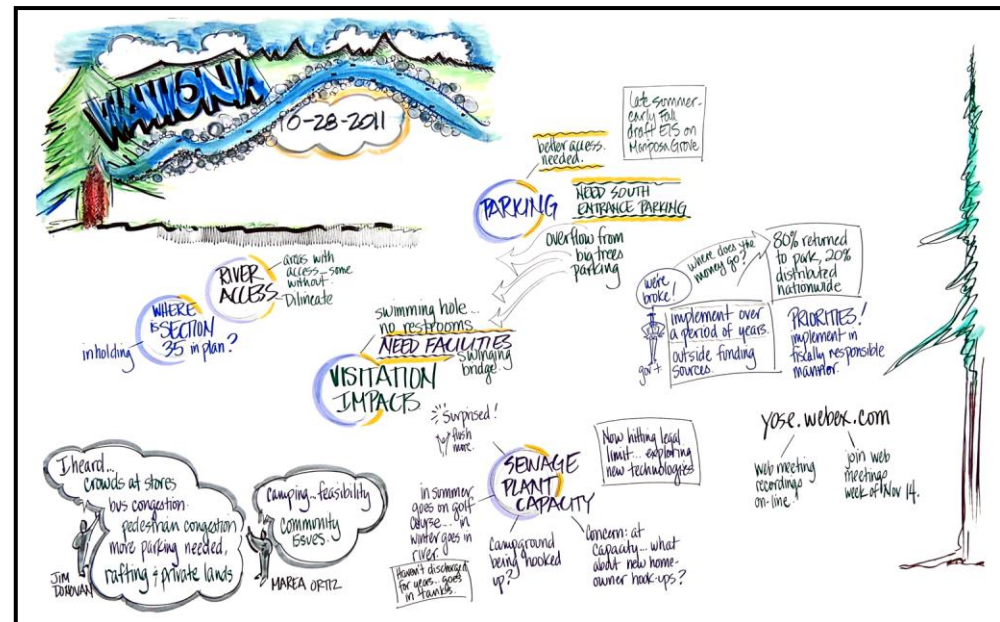 WAWONA
10-28-2011
late summer-
early Fall
draft EIS on
Mariposa Grove
better access
needed.
PARKING
NEED SOUTH
ENTRANCE PARKING
overflow from
big trees
parking
RIVER
ACCESS
areas with
access - some
without.
Dilineate
WHERE
is SECTION
35 in plan?
inholding
swimming hole...
no restrooms
NEED FACILITIES
swinging
bridge.
VISITATION
IMPACTS
we're
broke!
gov't
where does the
money go?
80% returned
to park, 20%
distributed
nationwide
implement over
a period of years.
outside funding
sources.
PRIORITIES!
implement in
fiscally responsible
manner.
Surprised!
flush
more.
SEWAGE
PLANT
CAPACITY
Now hitting legal
limit... exploring
new technologies
in summer
goes on golf
course... in
winter goes in
river.
Haven't discharged
for years... goes
in tanks.
Campground
being hooked
up?
Concern: at
capacity... what
about new home-
owner hook-ups?
yose.webex.com
web meeting
recordings
on-line.
join web
meetings
week of Nov 14.
I heard...
crowds at stores
bus congestion.
pedestrian congestion
more parking needed,
rafting & private lands
JIM
DONOVAN
camping...feasibility
community
issues.
MAREA ORTIZ